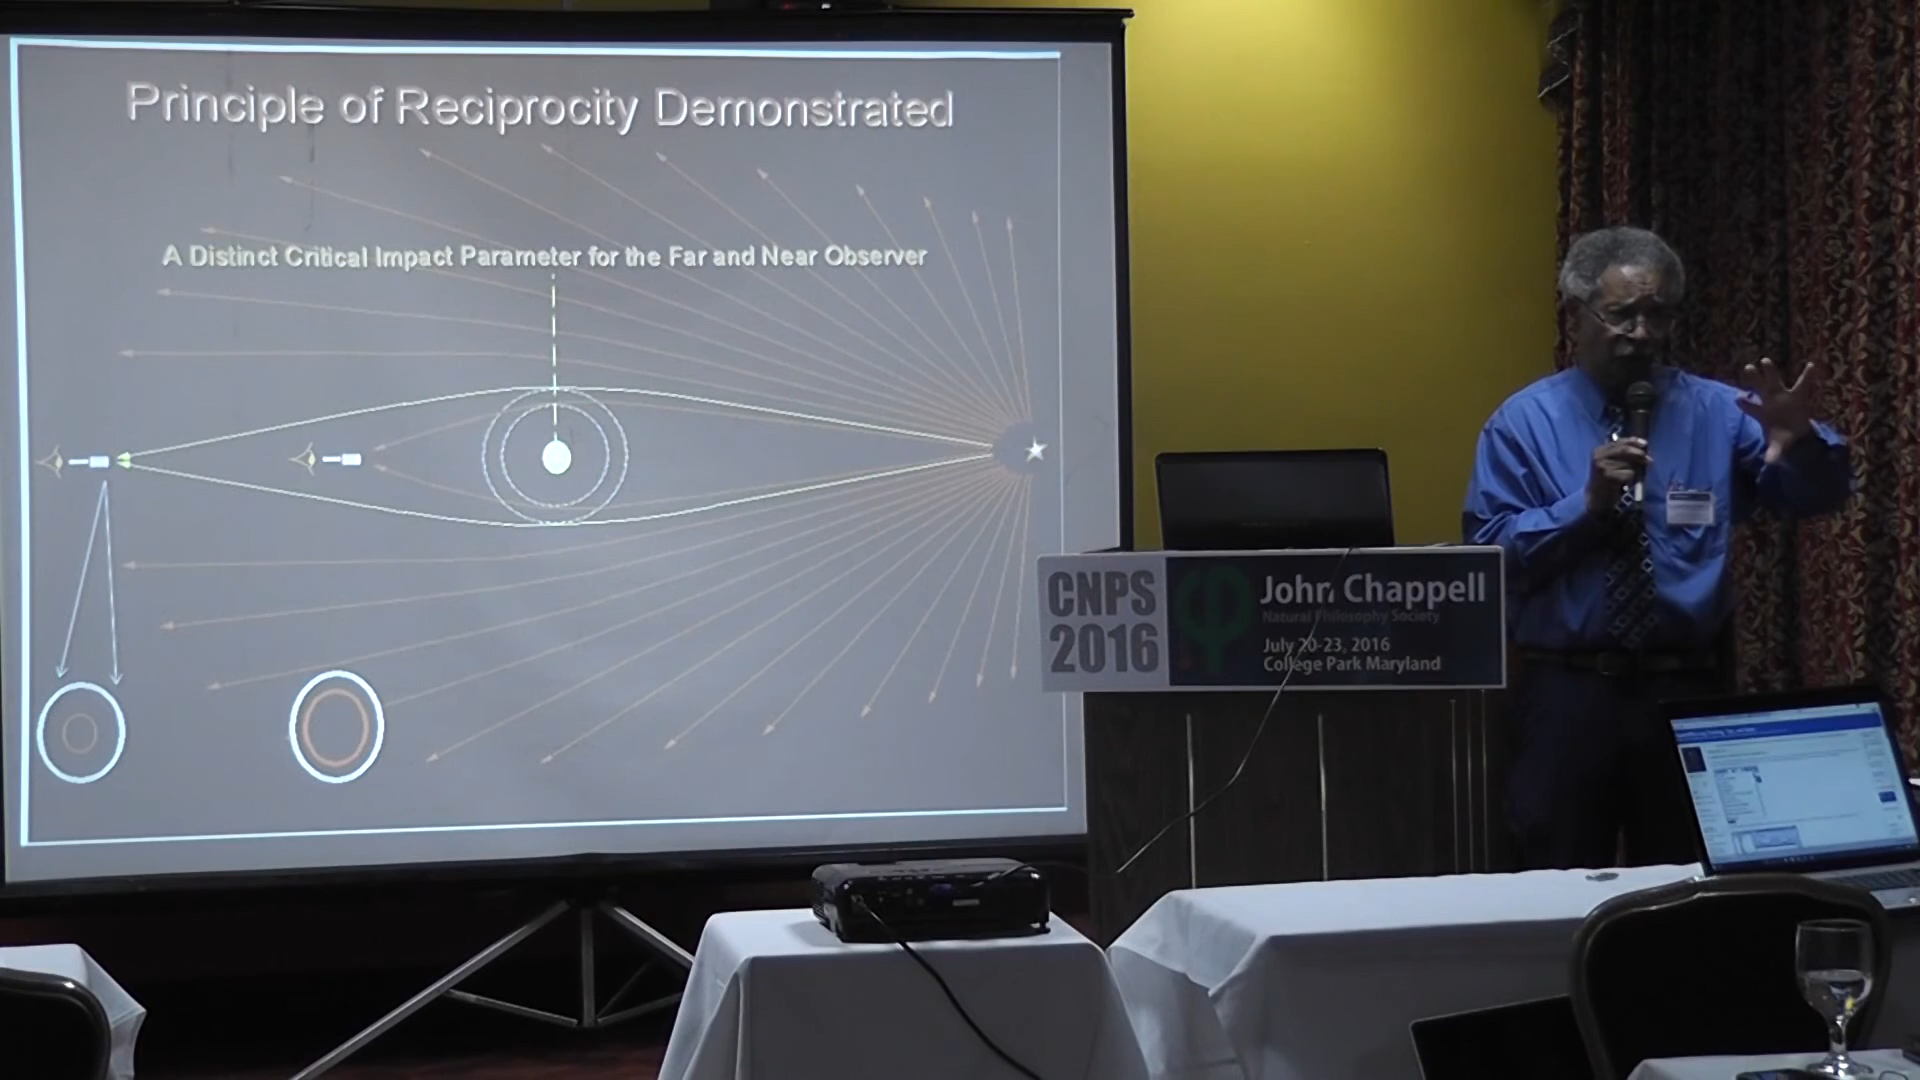 Principle of Reciprocity Demonstrated
A Distinct Critical Impact Parameter for the Far and Near Observer
CNPS
2016
John Chappell
Natural Philosophy Society
July 20-23, 2016
College Park Maryland